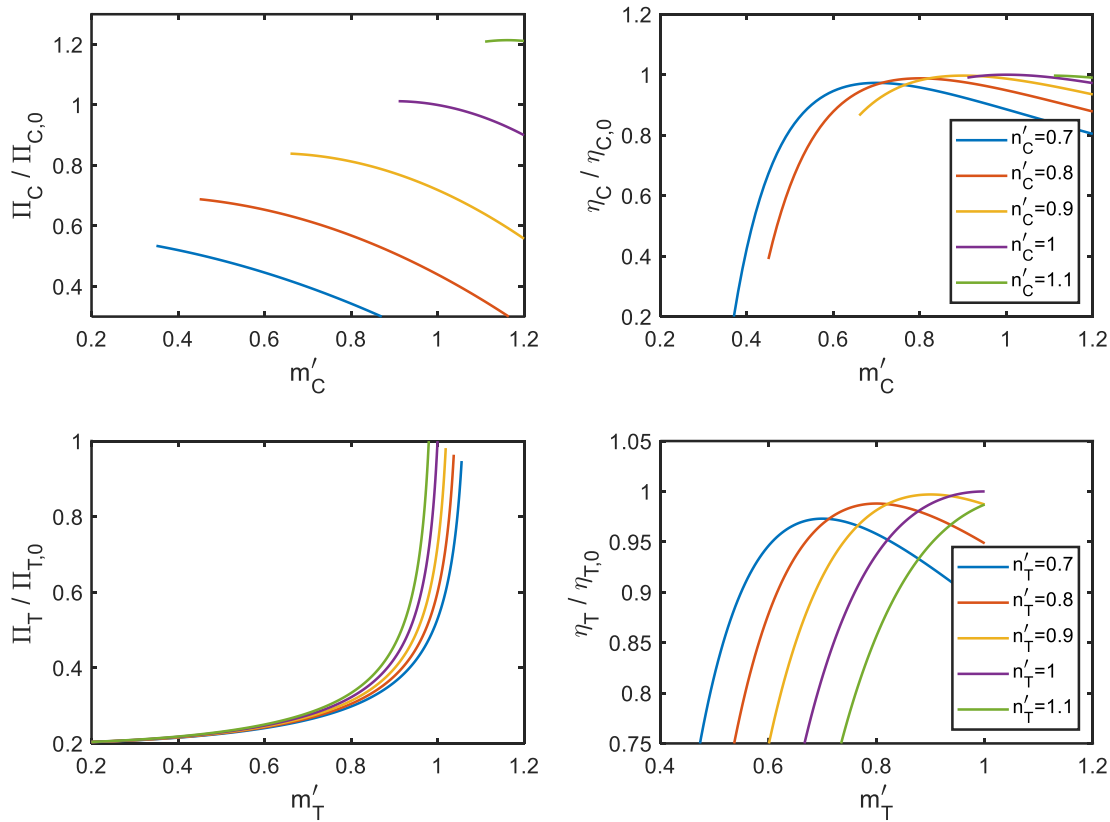 1.2
1
0.8
0.6
0.4
0.2 0.4 0.6 0.8 1 1.2
Π_C / Π_C,0
m′_C
1.2
1
0.8
0.6
0.4
0.2
0.2 0.4 0.6 0.8 1 1.2
η_C / η_C,0
m′_C
n′_C=0.7
n′_C=0.8
n′_C=0.9
n′_C=1
n′_C=1.1
1
0.8
0.6
0.4
0.2
0.2 0.4 0.6 0.8 1 1.2
Π_T / Π_T,0
m′_T
1.05
1
0.95
0.9
0.85
0.8
0.75
0.4 0.6 0.8 1 1.2
η_T / η_T,0
m′_T
n′_T=0.7
n′_T=0.8
n′_T=0.9
n′_T=1
n′_T=1.1